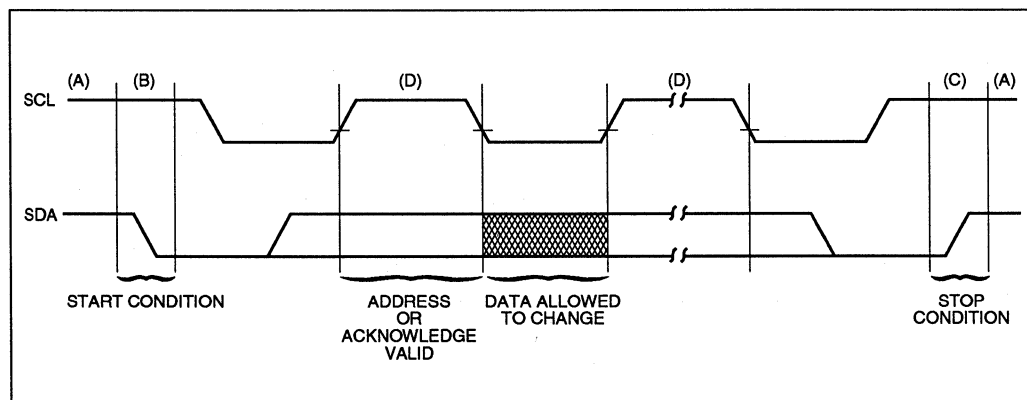 (A) (B) (D) (D) (C) (A)
SCL
SDA
START CONDITION
ADDRESS
OR
ACKNOWLEDGE
VALID
DATA ALLOWED
TO CHANGE
STOP
CONDITION